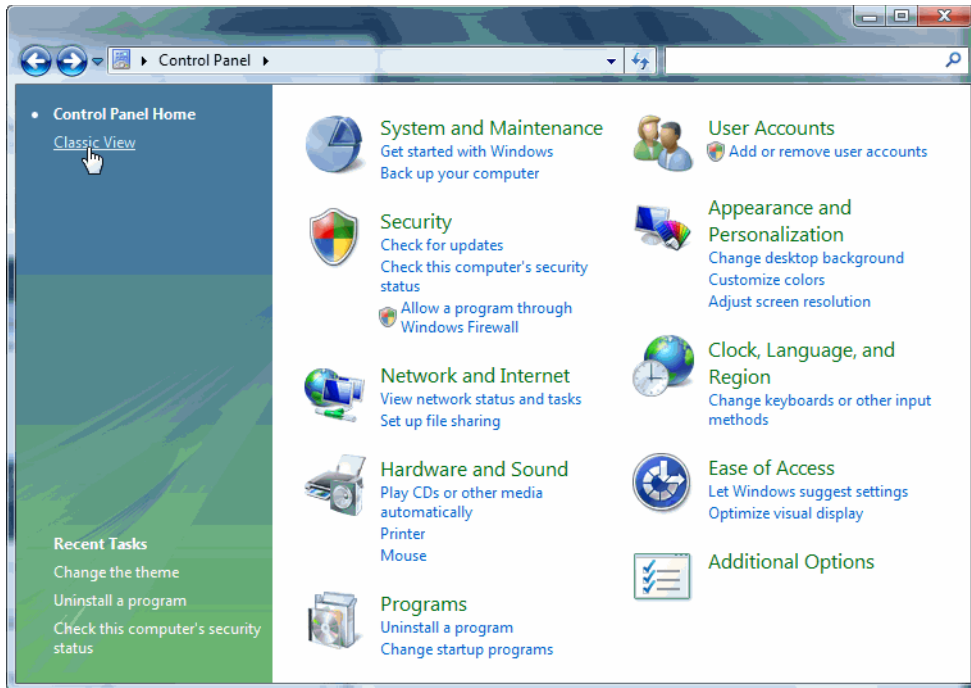 Control Panel
Control Panel Home
Classic View
Recent Tasks
Change the theme
Uninstall a program
Check this computer's security
status
System and Maintenance
Get started with Windows
Back up your computer
Security
Check for updates
Check this computer's security
status
Allow a program through
Windows Firewall
Network and Internet
View network status and tasks
Set up file sharing
Hardware and Sound
Play CDs or other media
automatically
Printer
Mouse
Programs
Uninstall a program
Change startup programs
User Accounts
Add or remove user accounts
Appearance and
Personalization
Change desktop background
Customize colors
Adjust screen resolution
Clock, Language, and
Region
Change keyboards or other input
methods
Ease of Access
Let Windows suggest settings
Optimize visual display
Additional Options